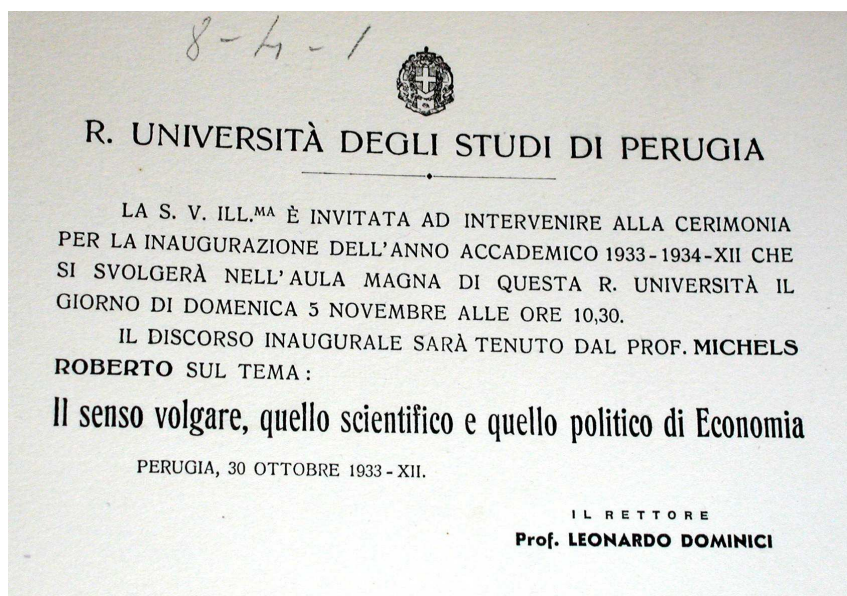 8-4-1
R. UNIVERSITÀ DEGLI STUDI DI PERUGIA
LA S. V. ILL.MA È INVITATA AD INTERVENIRE ALLA CERIMONIA
PER LA INAUGURAZIONE DELL'ANNO ACCADEMICO 1933-1934-XII CHE
SI SVOLGERÀ NELL'AULA MAGNA DI QUESTA R. UNIVERSITÀ IL
GIORNO DI DOMENICA 5 NOVEMBRE ALLE ORE 10,30.
IL DISCORSO INAUGURALE SARÀ TENUTO DAL PROF. MICHELS
ROBERTO SUL TEMA:
Il senso volgare, quello scientifico e quello politico di Economia
PERUGIA, 30 OTTOBRE 1933-XII.
IL RETTORE
Prof. LEONARDO DOMINICI